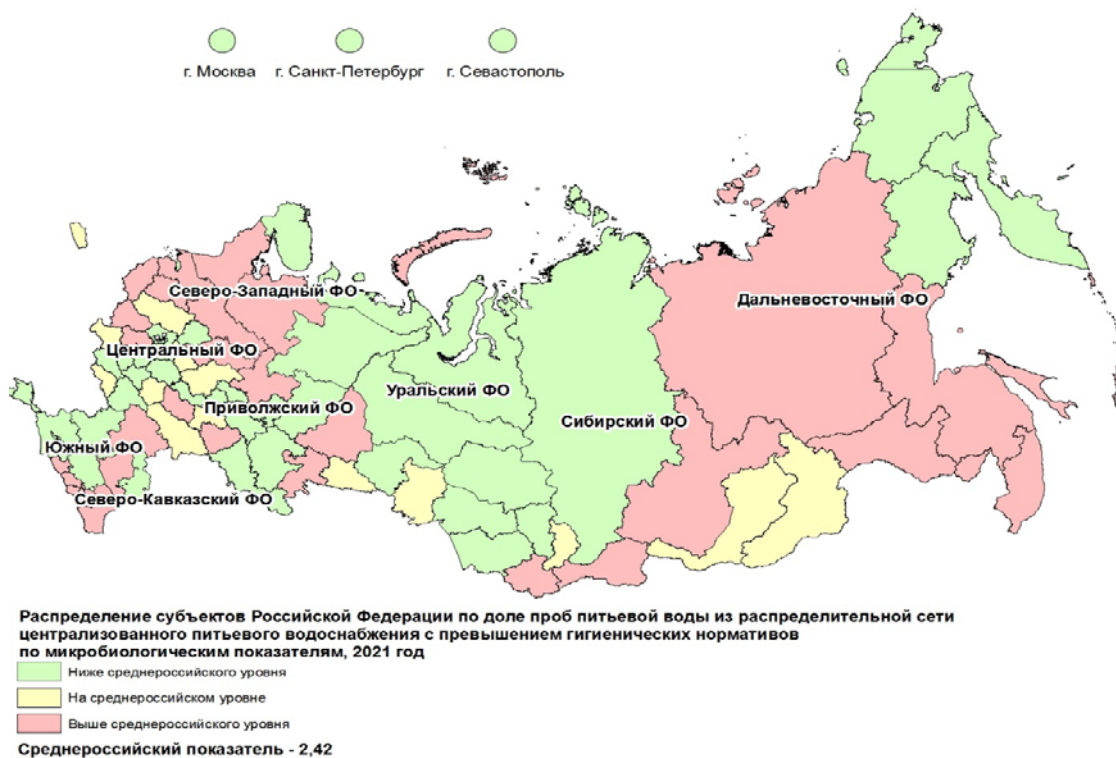 г. Москва г. Санкт-Петербург г. Севастополь
Северо-Западный ФО
Дальневосточный ФО
Центральный ФО
Уральский ФО
Приволжский ФО
Сибирский ФО
Южный ФО
Северо-Кавказский ФО
Распределение субъектов Российской Федерации по доле проб питьевой воды из распределительной сети
централизованного питьевого водоснабжения с превышением гигиенических нормативов
по микробиологическим показателям, 2021 год
Ниже среднероссийского уровня
На среднероссийском уровне
Выше среднероссийского уровня
Среднероссийский показатель - 2,42